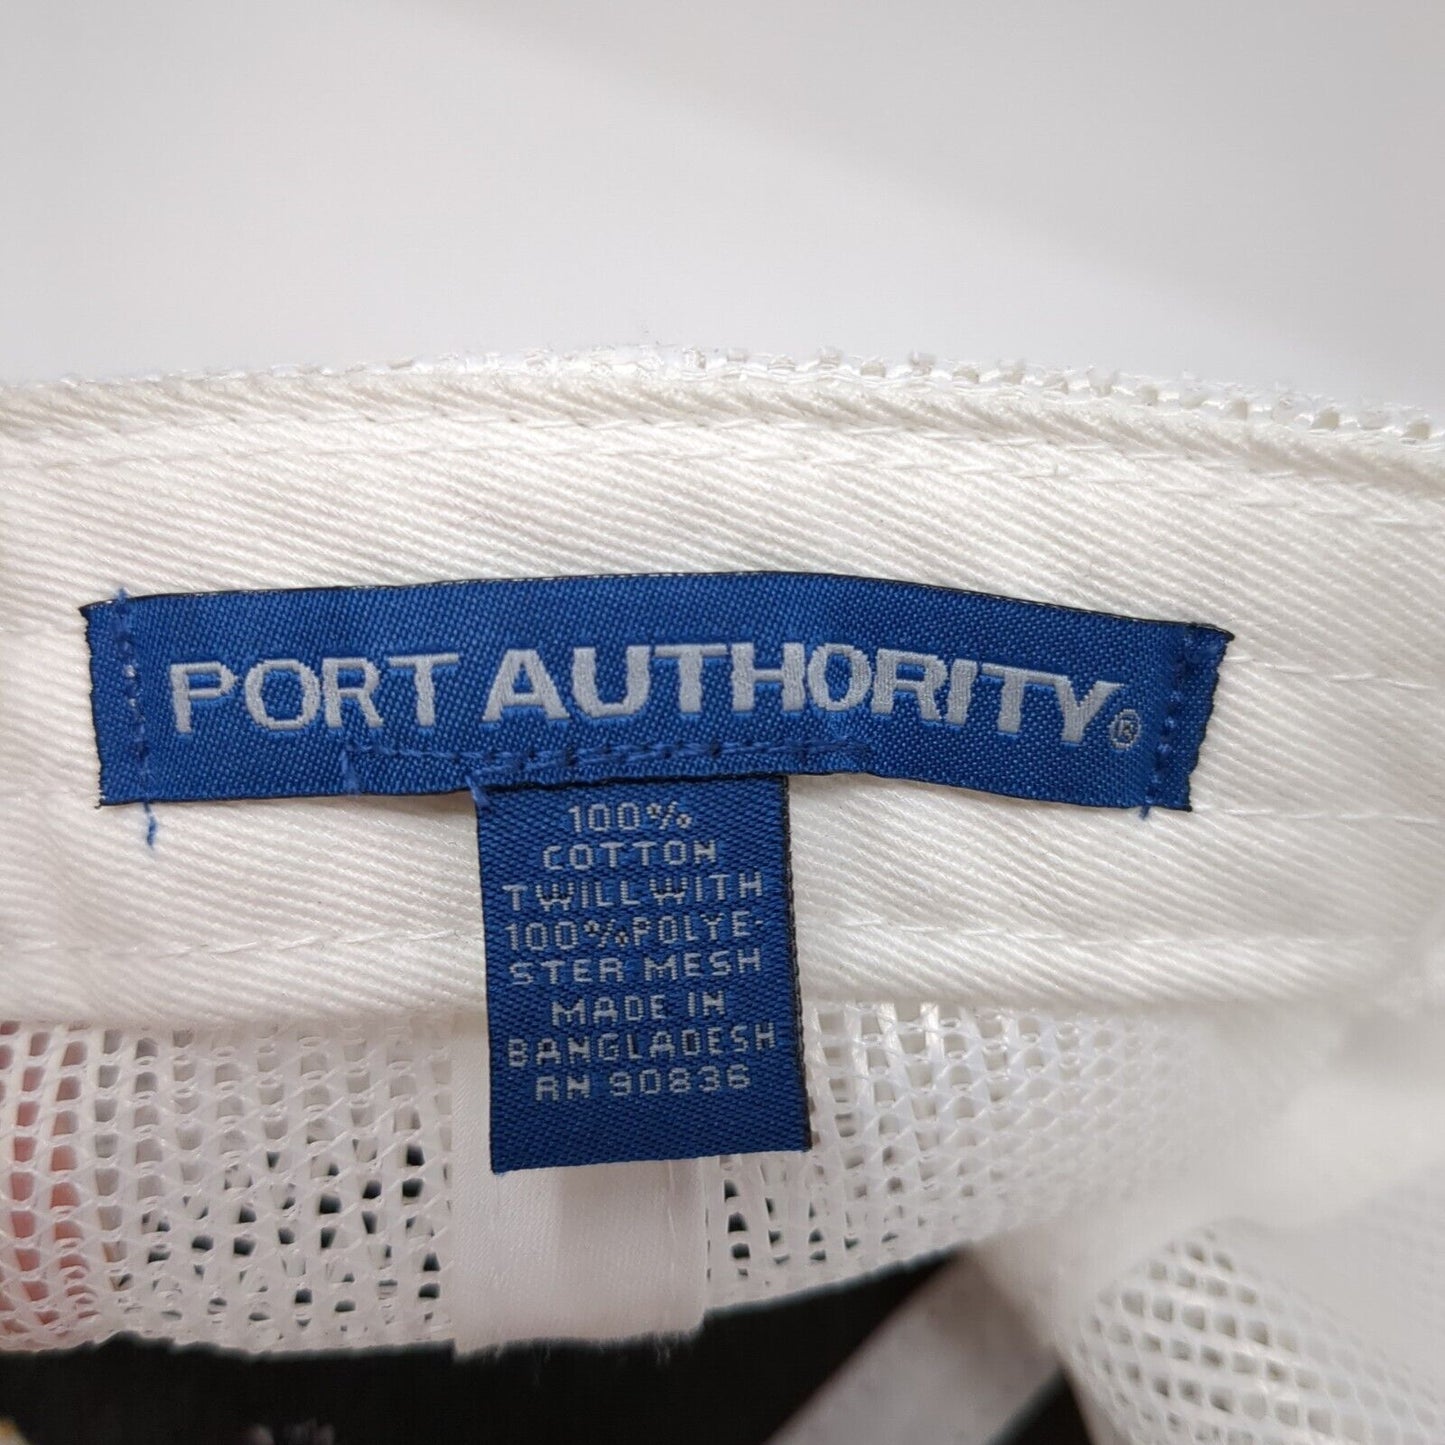 PORT AUTHORITY®
100%
COTTON
TWILL WITH
100% POLYE-
STER MESH
MADE IN
BANGLADESH
RN 90836